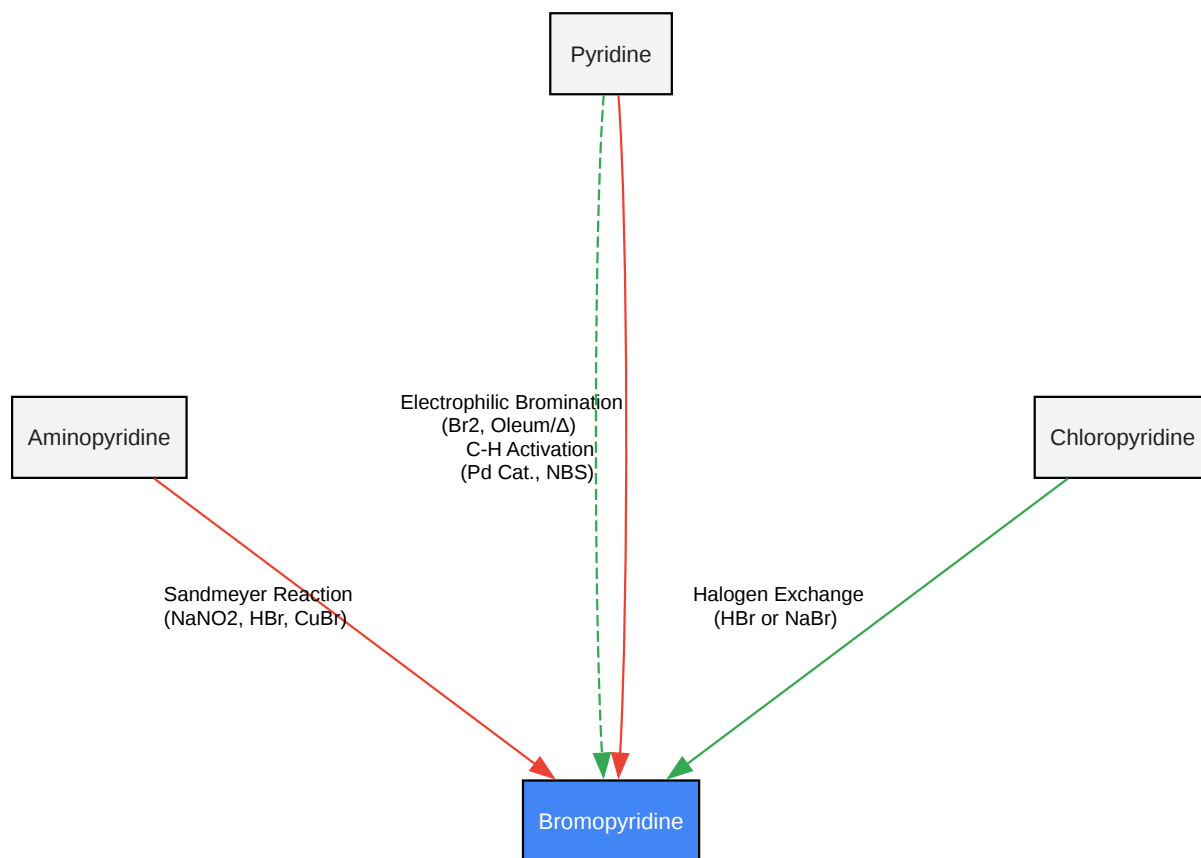 Pyridine
Electrophilic Bromination
(Br2, Oleum/Δ)
C-H Activation
(Pd Cat., NBS)
Aminopyridine
Chloropyridine
Sandmeyer Reaction
(NaNO2, HBr, CuBr)
Halogen Exchange
(HBr or NaBr)
Bromopyridine